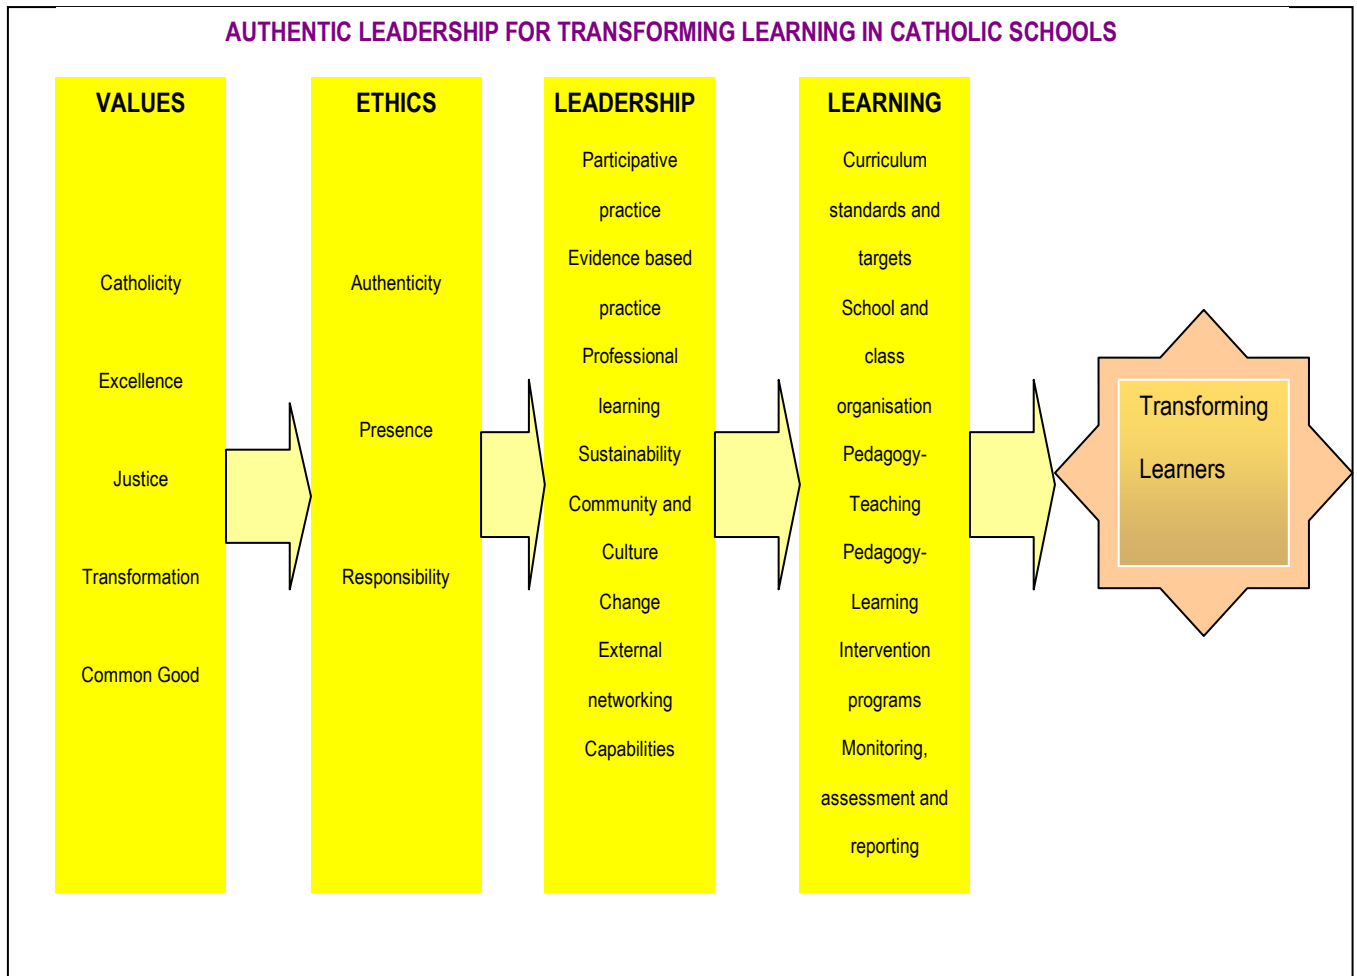 AUTHENTIC LEADERSHIP FOR TRANSFORMING LEARNING IN CATHOLIC SCHOOLS
VALUES
Catholicity
Excellence
Justice
Transformation
Common Good
ETHICS
Authenticity
Presence
Responsibility
LEADERSHIP
Participative
practice
Evidence based
practice
Professional
learning
Sustainability
Community and
Culture
Change
External
networking
Capabilities
LEARNING
Curriculum
standards and
targets
School and
class
organisation
Pedagogy-
Teaching
Pedagogy-
Learning
Intervention
programs
Monitoring,
assessment and
reporting
Transforming
Learners